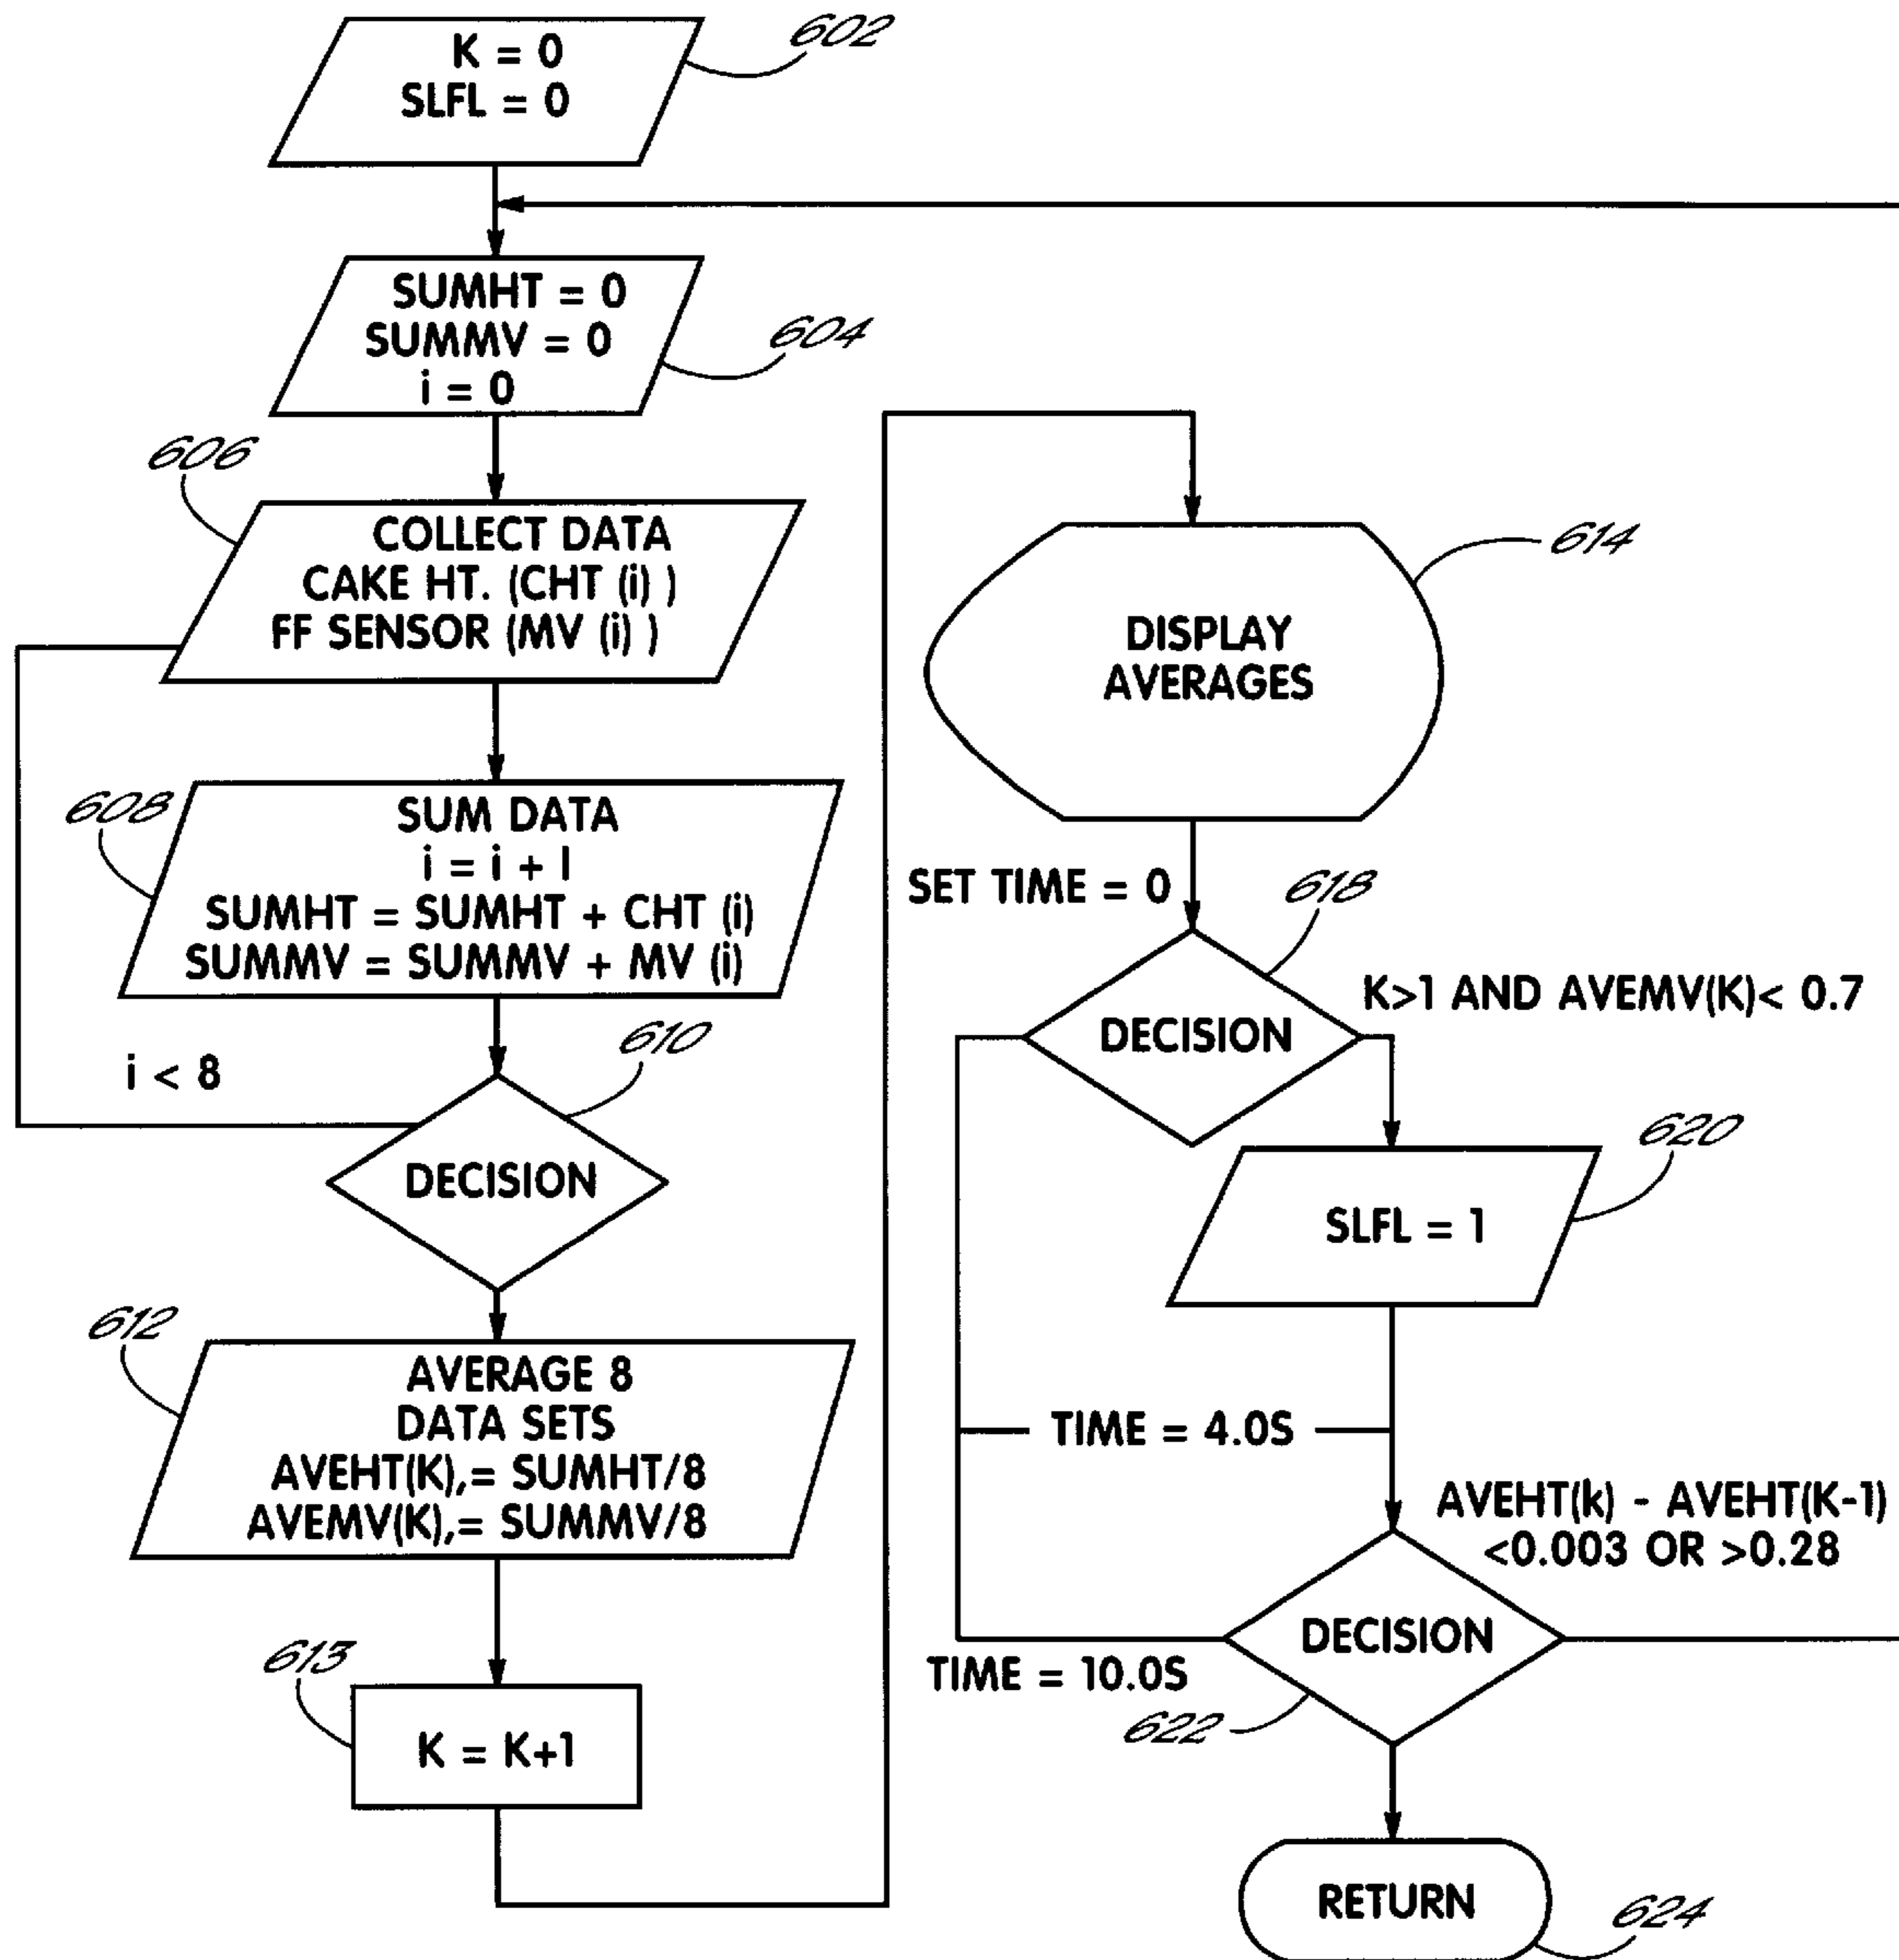 K = 0
SLFL = 0
602
SUMHT = 0
SUMMV = 0
i = 0
604
606
COLLECT DATA
CAKE HT. (CHT (i) )
FF SENSOR (MV (i) )
608
SUM DATA
i = i + l
SUMHT = SUMHT + CHT (i)
SUMMV = SUMMV + MV (i)
610
i < 8
DECISION
612
AVERAGE 8
DATA SETS
AVEHT(K),= SUMHT/8
AVEMV(K),= SUMMV/8
613
K = K+1
614
DISPLAY
AVERAGES
SET TIME = 0
618
K>1 AND AVEMV(K)< 0.7
DECISION
620
SLFL = 1
TIME = 4.0S
AVEHT(k) - AVEHT(K-1)
<0.003 OR >0.28
DECISION
TIME = 10.0S
622
RETURN
624